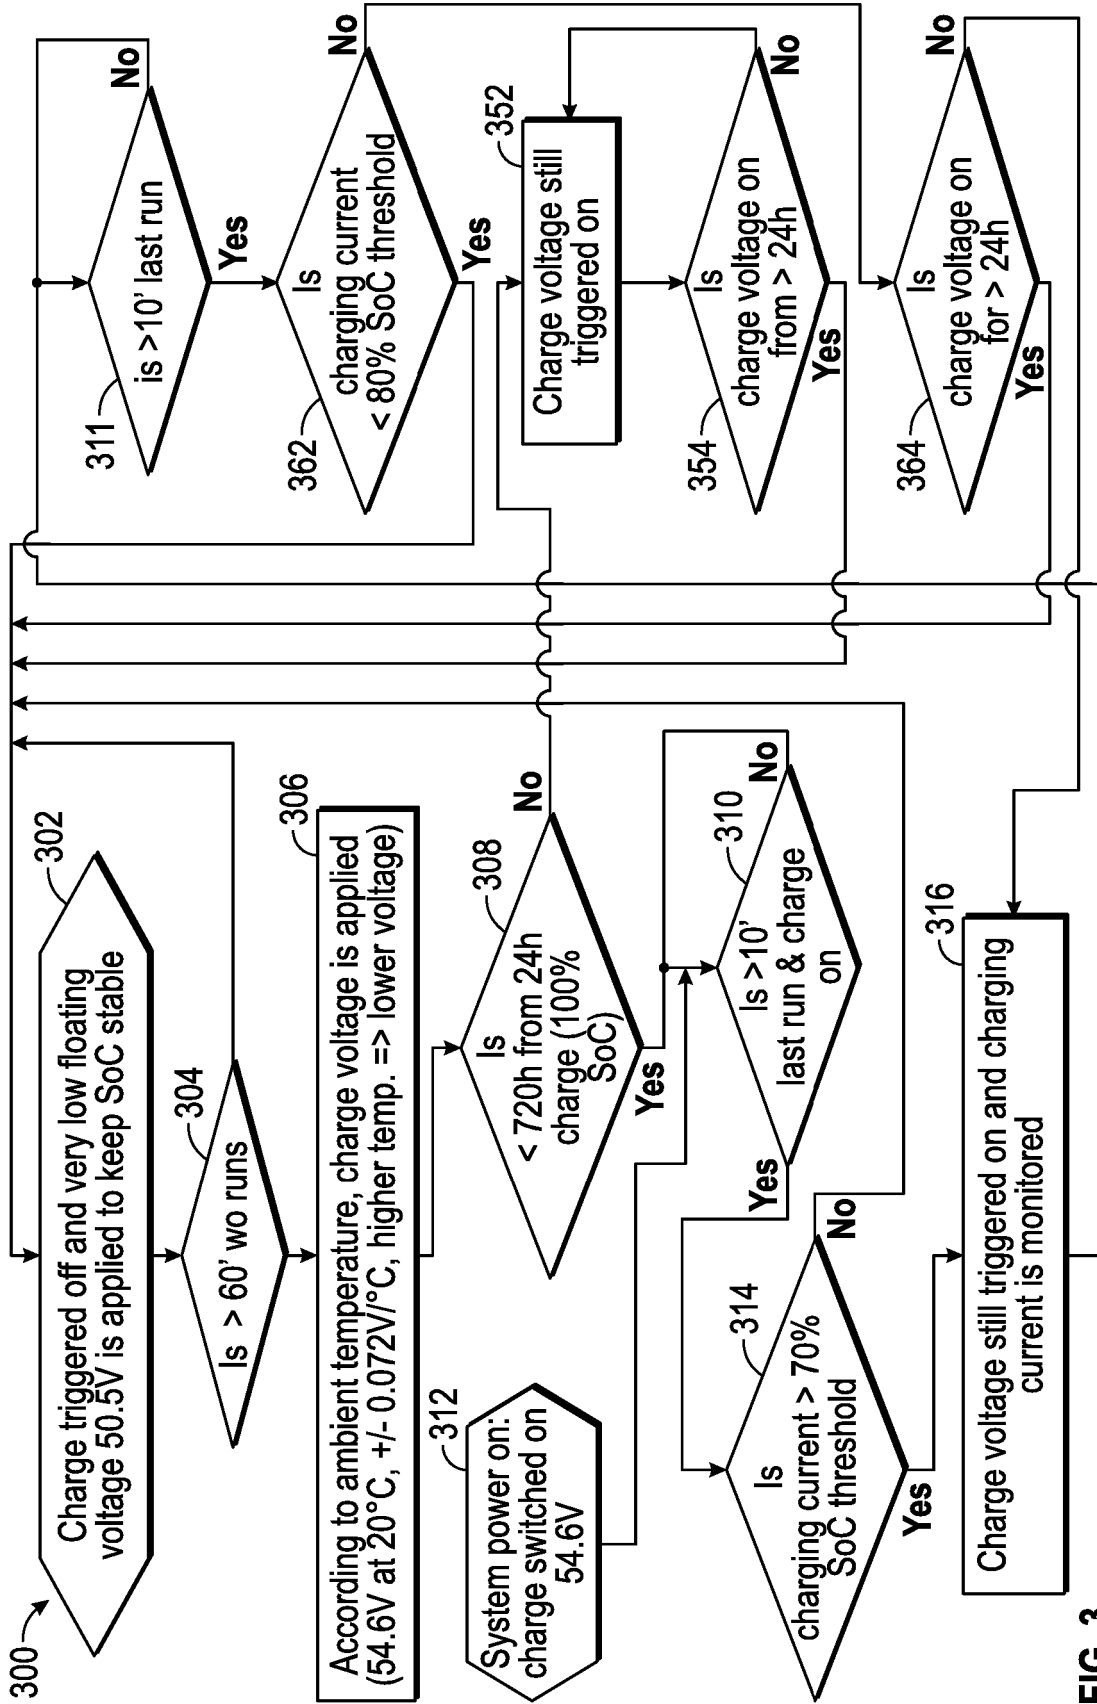 300
302
Charge triggered off and very low floating
voltage 50.5V is applied to keep SoC stable
304
Is > 60' wo runs
306
According to ambient temperature, charge voltage is applied
(54.6V at 20°C, +/- 0.072V/°C, higher temp. => lower voltage)
308
Is
< 720h from 24h
charge (100%
SoC)
No
Yes
312
System power on:
charge switched on
54.6V
310
Is >10'
last run & charge
on
No
Yes
314
Is
charging current > 70%
SoC threshold
No
Yes
316
Charge voltage still triggered on and charging
current is monitored
311
is >10' last run
No
Yes
362
Is
charging current
< 80% SoC threshold
No
Yes
352
Charge voltage still
triggered on
354
Is
charge voltage on
from > 24h
No
Yes
364
Is
charge voltage on
for > 24h
No
Yes
FIG. 3